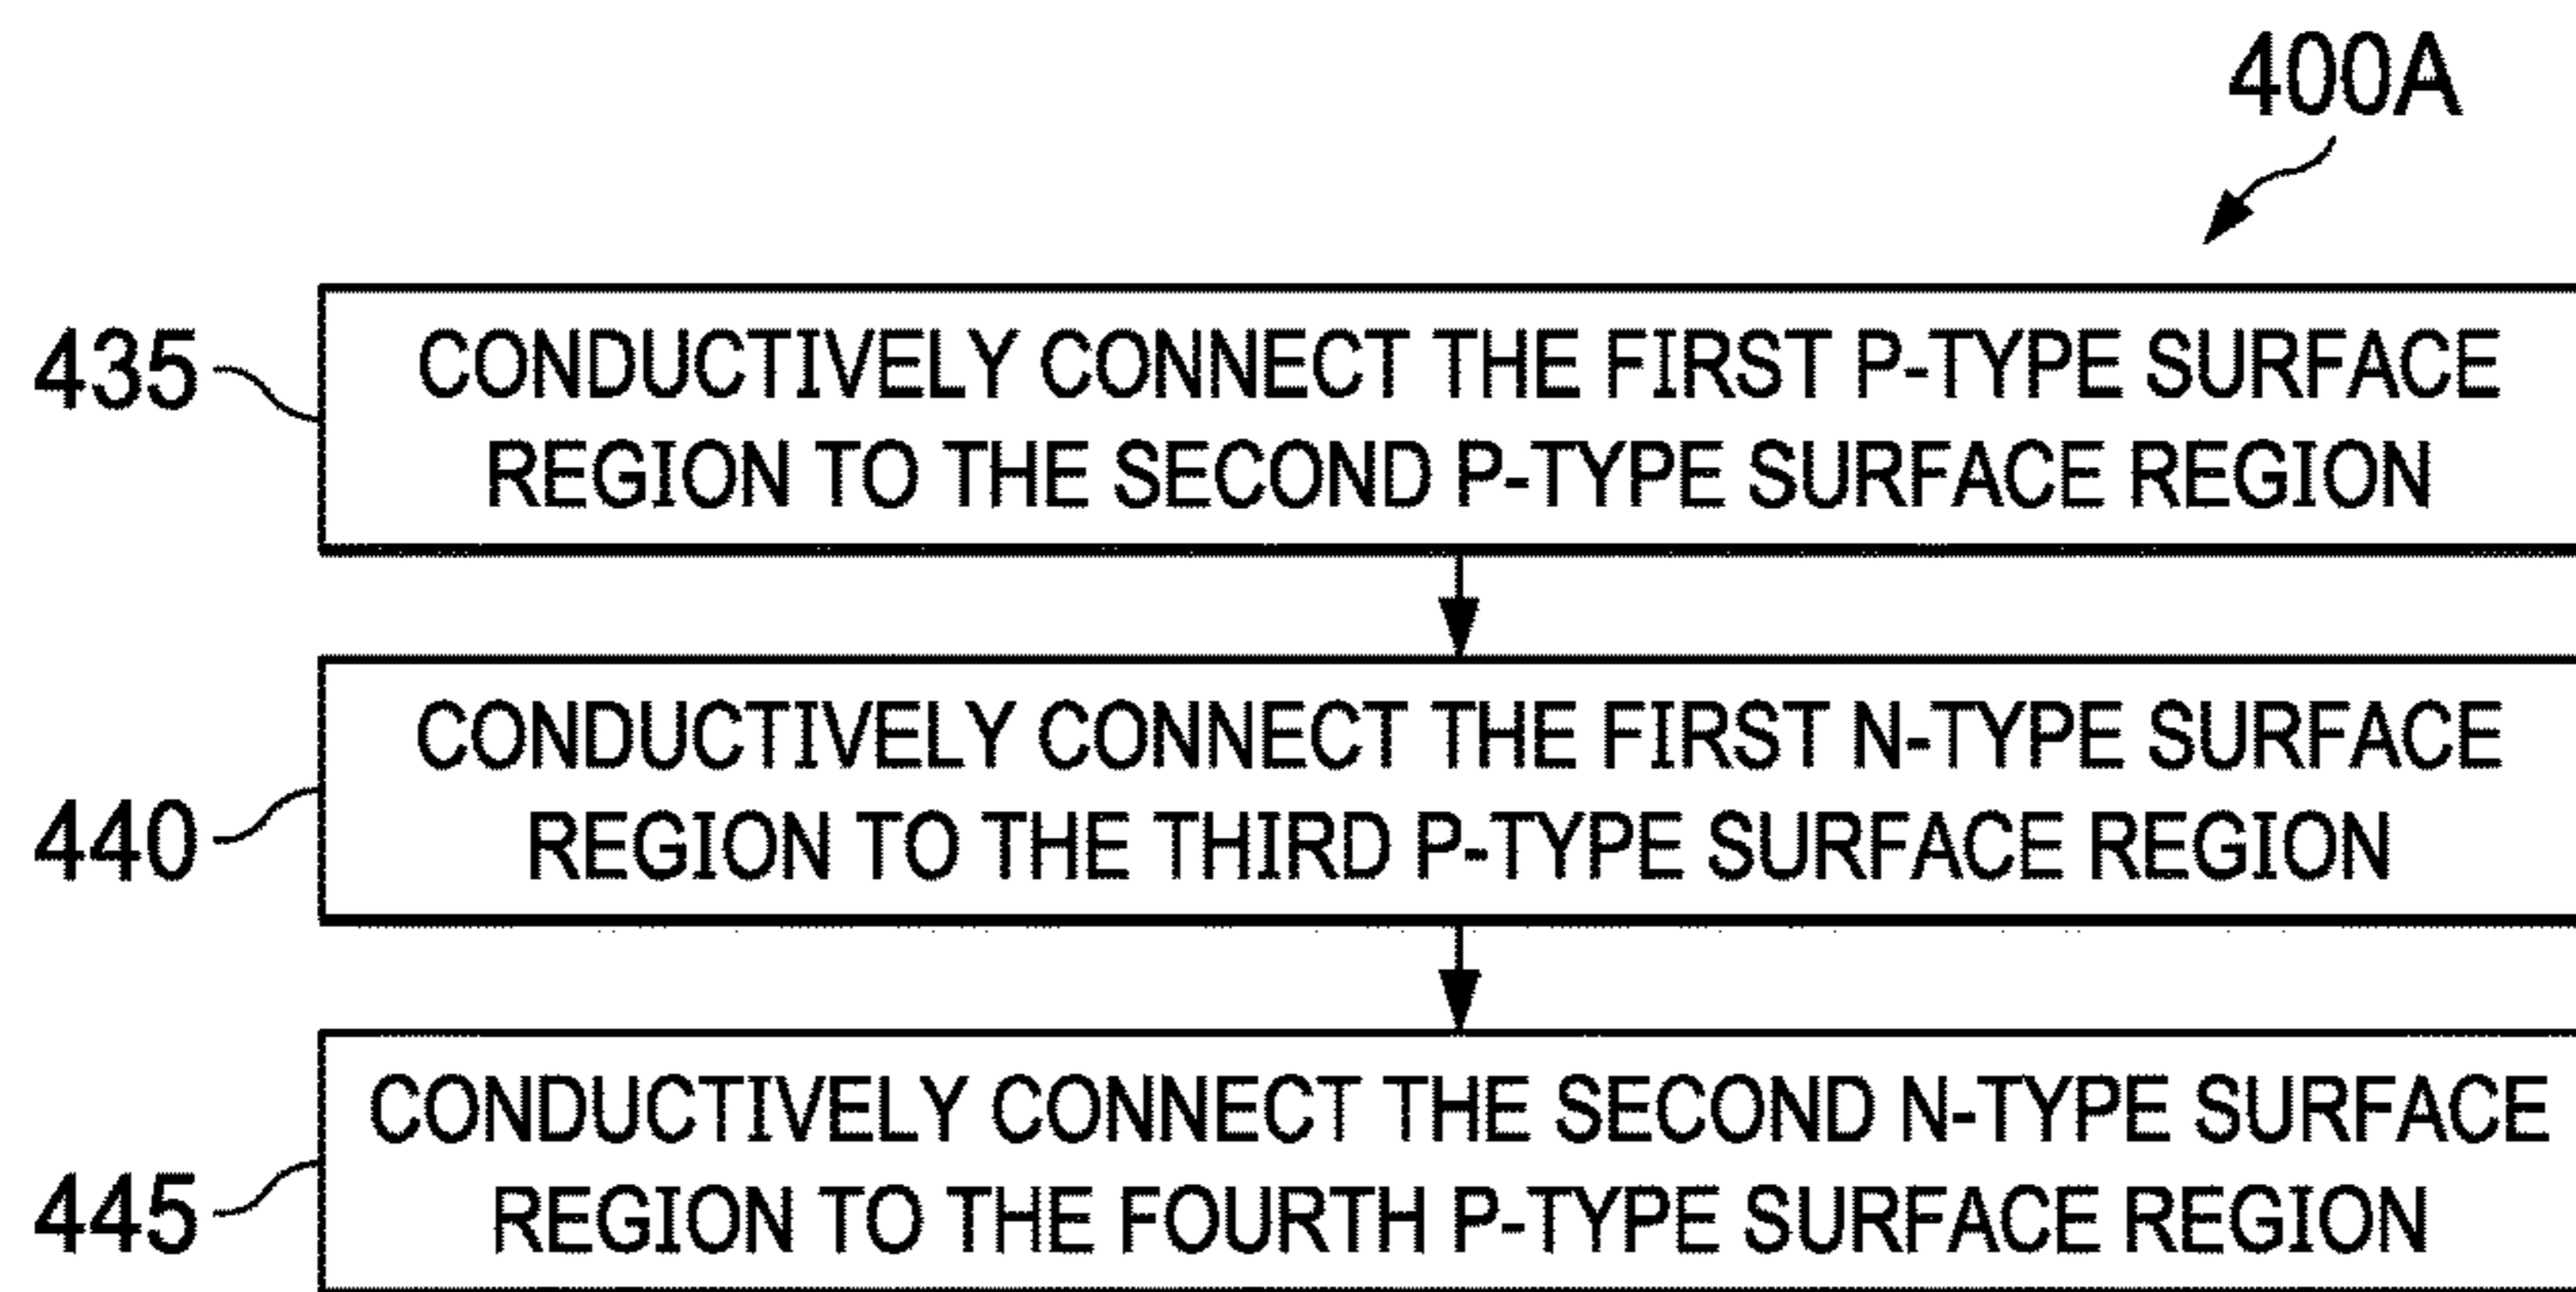 400A
435
CONDUCTIVELY CONNECT THE FIRST P-TYPE SURFACE
REGION TO THE SECOND P-TYPE SURFACE REGION
CONDUCTIVELY CONNECT THE FIRST N-TYPE SURFACE
REGION TO THE THIRD P-TYPE SURFACE REGION
440
CONDUCTIVELY CONNECT THE SECOND N-TYPE SURFACE
REGION TO THE FOURTH P-TYPE SURFACE REGION
445